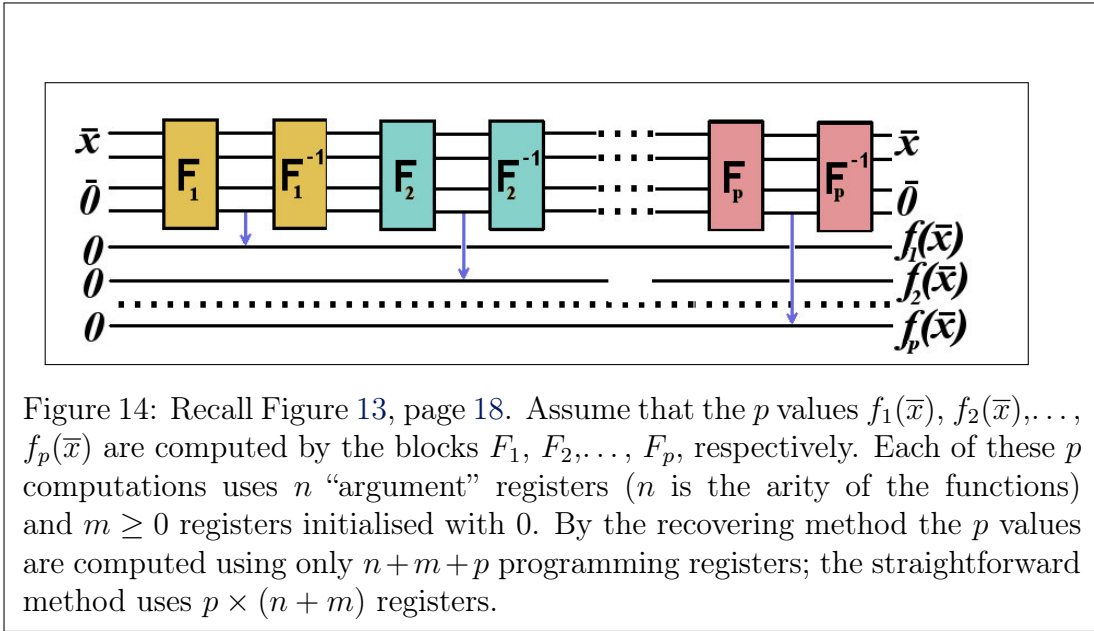 x̄ F₁ F₁⁻¹ F₂ F₂⁻¹ Fₚ Fₚ⁻¹ x̄
0̄ 0̄
0 f₁(x̄)
0 f₂(x̄)
0 fₚ(x̄)
Figure 14: Recall Figure 13, page 18. Assume that the p values f₁(x̄), f₂(x̄),. . . ,
fₚ(x̄) are computed by the blocks F₁, F₂,. . . , Fₚ, respectively. Each of these p
computations uses n “argument” registers (n is the arity of the functions)
and m ≥ 0 registers initialised with 0. By the recovering method the p values
are computed using only n+m+p programming registers; the straightforward
method uses p × (n + m) registers.